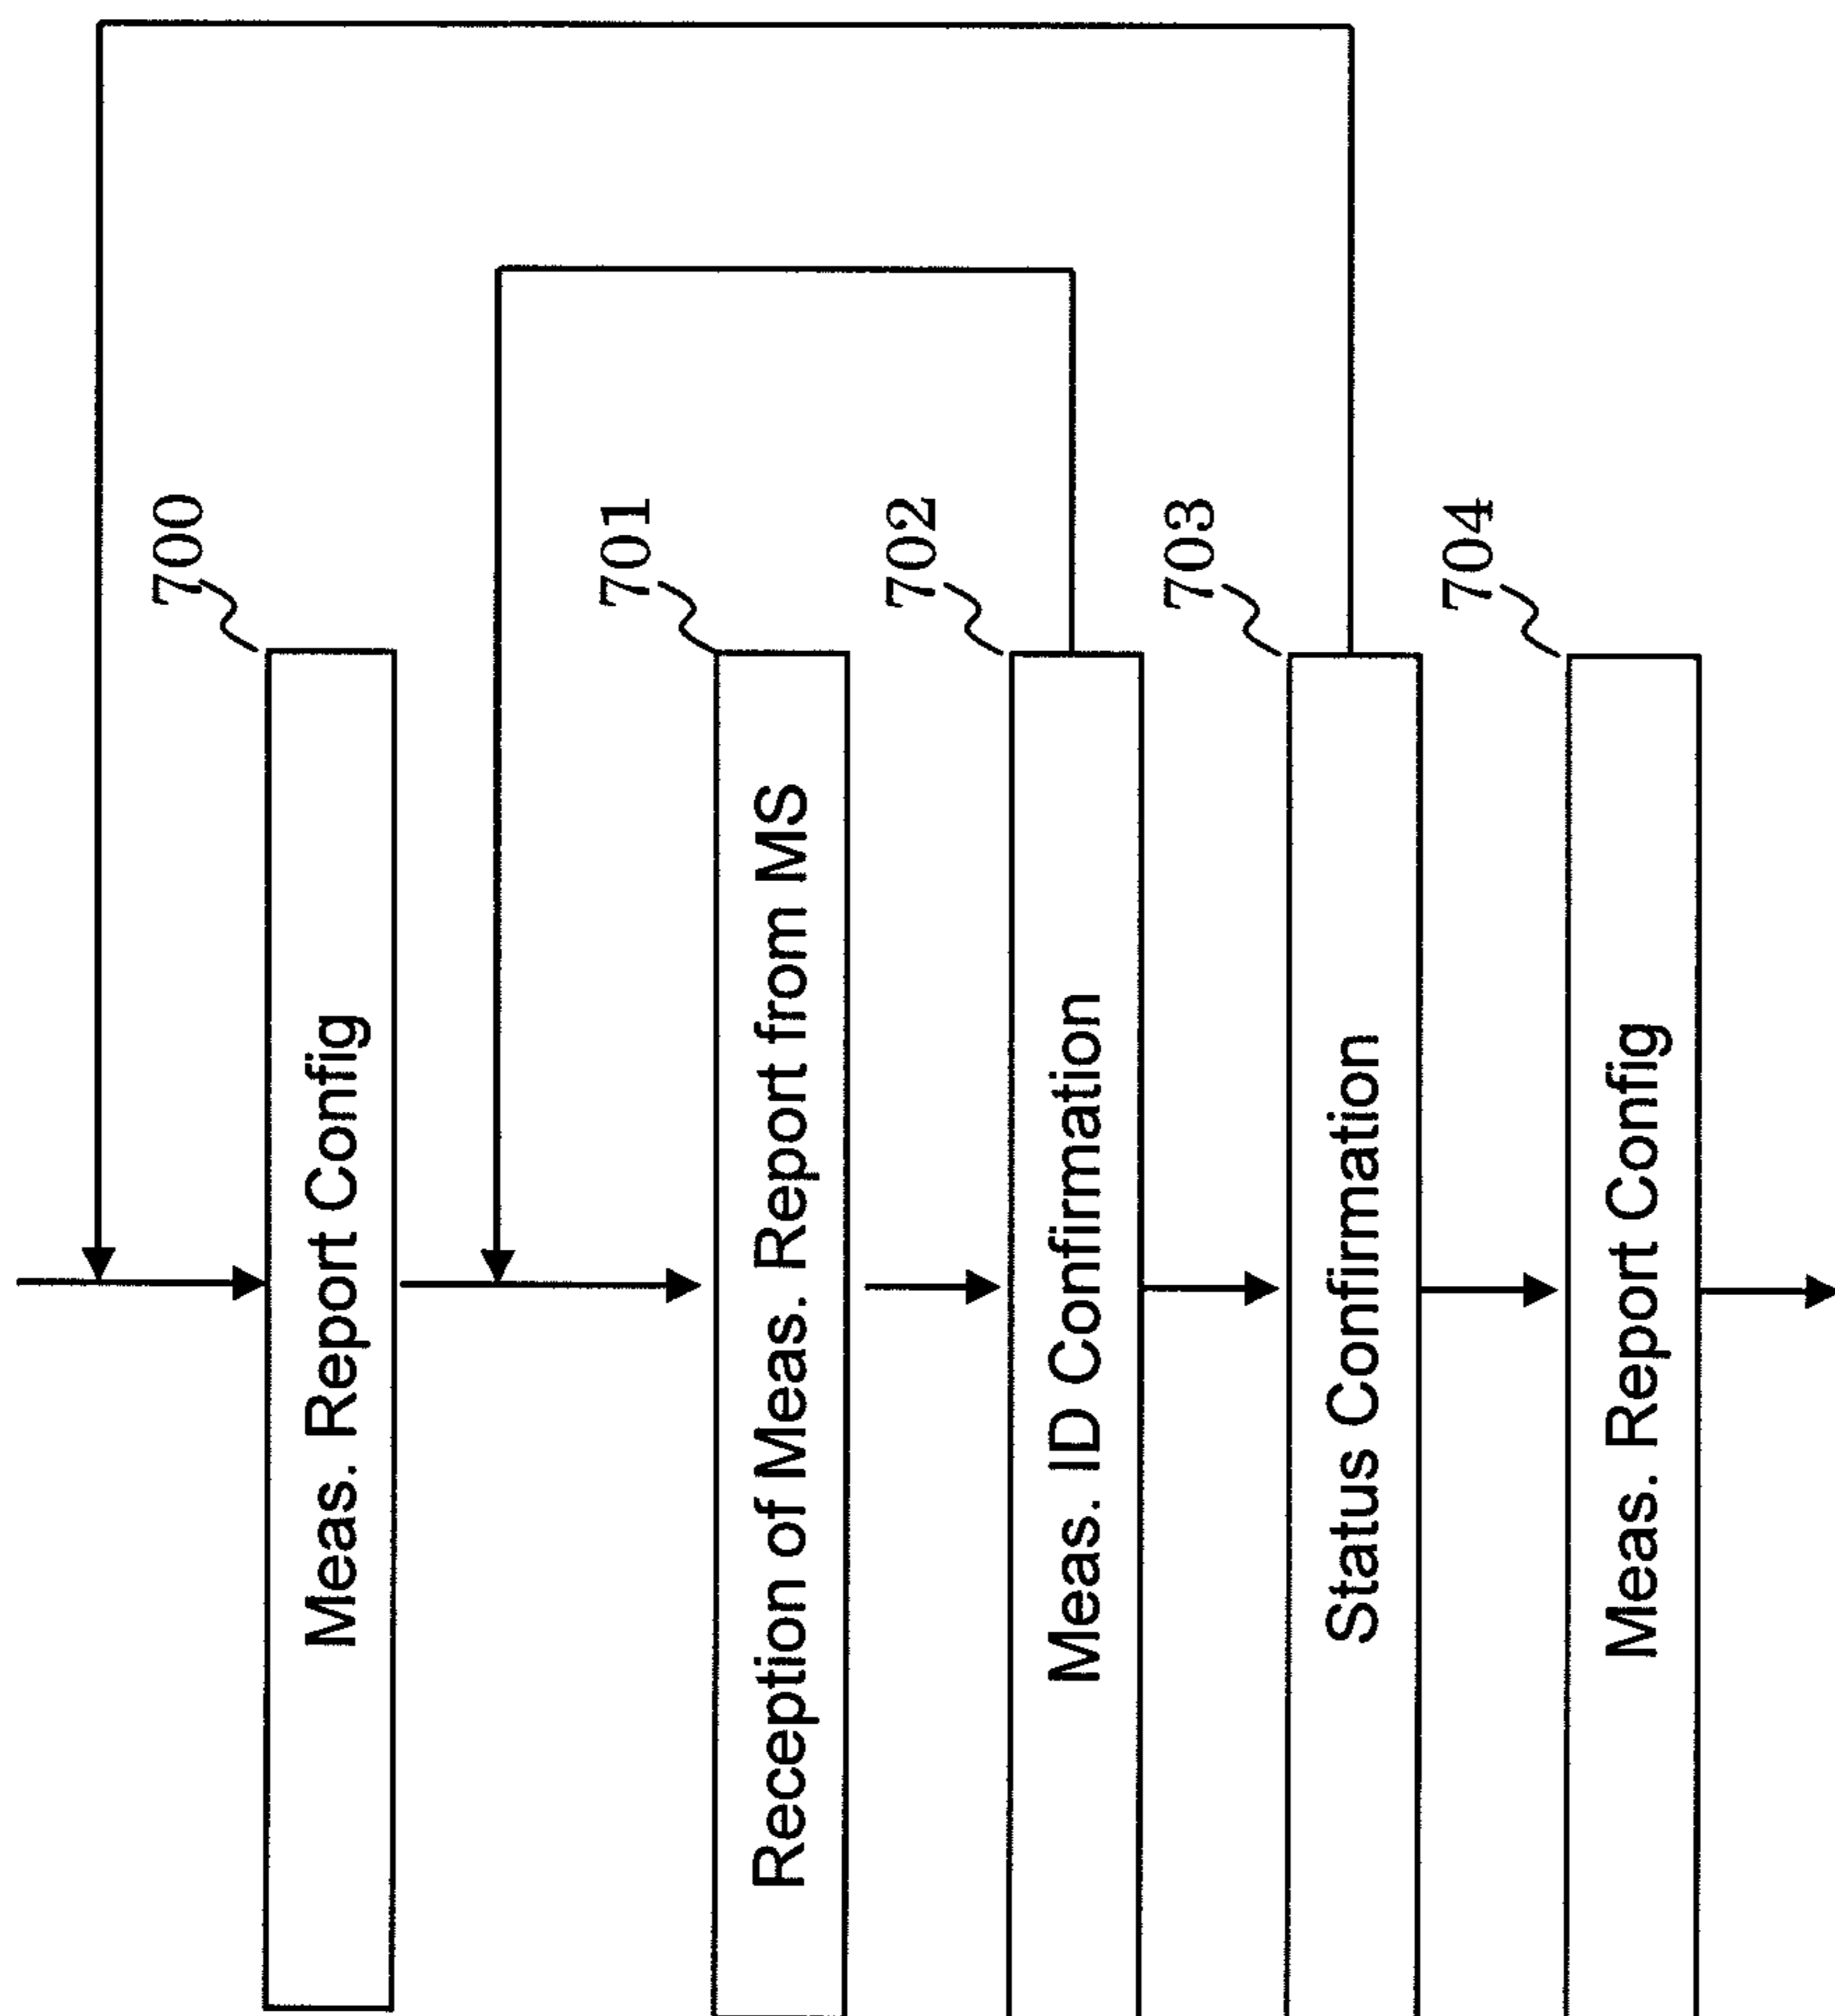 700
Meas. Report Config
701
Reception of Meas. Report from MS
702
Meas. ID Confirmation
703
Status Confirmation
704
Meas. Report Config